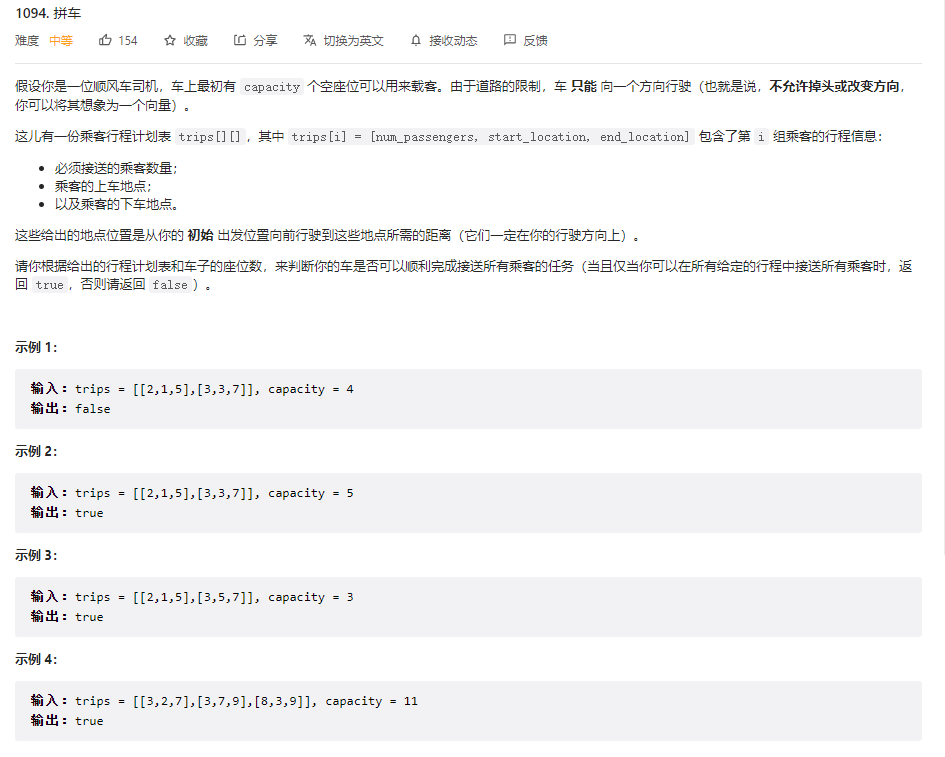 1094. 拼车
难度 中等 154 收藏 分享 切换为英文 接收动态 反馈
假设你是一位顺风车司机，车上最初有 capacity 个空座位可以用来载客。由于道路的限制，车 只能 向一个方向行驶（也就是说，不允许掉头或改变方向，
你可以将其想象为一个向量）。
这儿有一份乘客行程计划表 trips[][]，其中 trips[i] = [num_passengers, start_location, end_location] 包含了第 i 组乘客的行程信息：
• 必须接送的乘客数量；
• 乘客的上车地点；
• 以及乘客的下车地点。
这些给出的地点位置是从你的 初始 出发位置向前行驶到这些地点所需的距离（它们一定在你的行驶方向上）。
请你根据给出的行程计划表和车子的座位数，来判断你的车是否可以顺利完成接送所有乘客的任务（当且仅当你可以在所有给定的行程中接送所有乘客时，返
回 true，否则请返回 false）。
示例 1：
输入：trips = [[2,1,5],[3,3,7]], capacity = 4
输出：false
示例 2：
输入：trips = [[2,1,5],[3,3,7]], capacity = 5
输出：true
示例 3：
输入：trips = [[2,1,5],[3,5,7]], capacity = 3
输出：true
示例 4：
输入：trips = [[3,2,7],[3,7,9],[8,3,9]], capacity = 11
输出：true